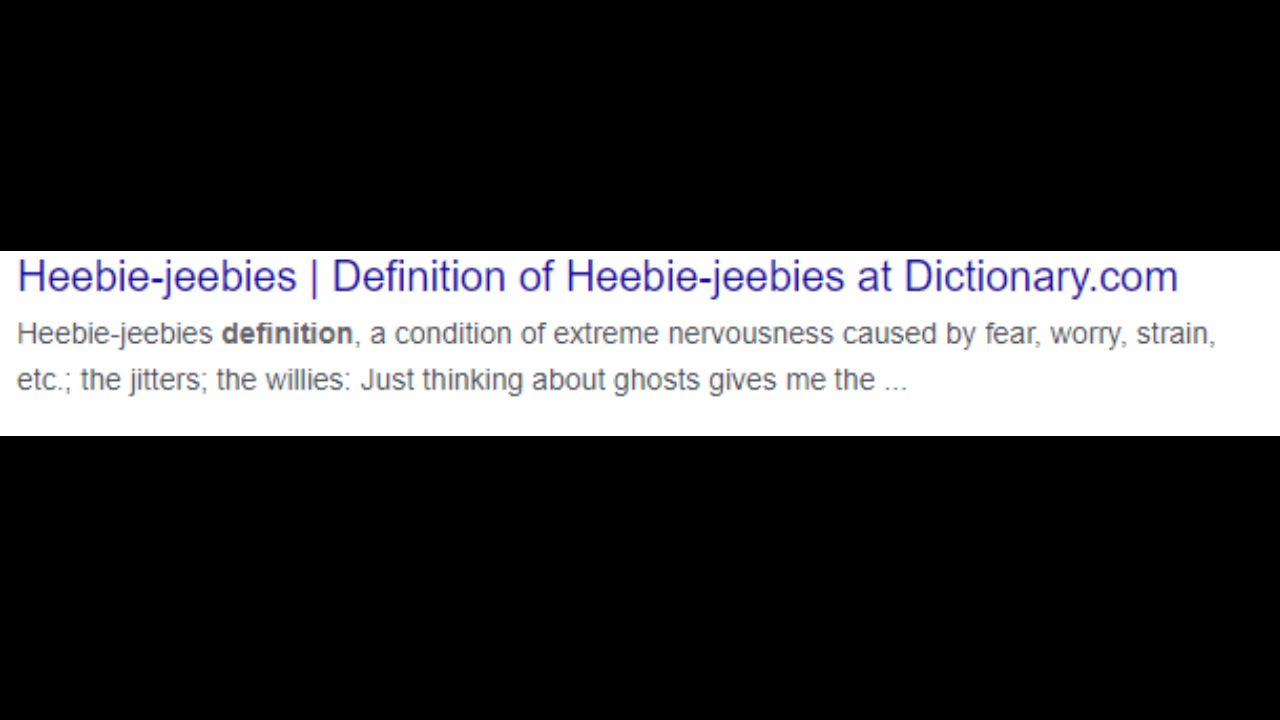 Heebie-jeebies | Definition of Heebie-jeebies at Dictionary.com
Heebie-jeebies definition, a condition of extreme nervousness caused by fear, worry, strain,
etc.; the jitters; the willies: Just thinking about ghosts gives me the ...